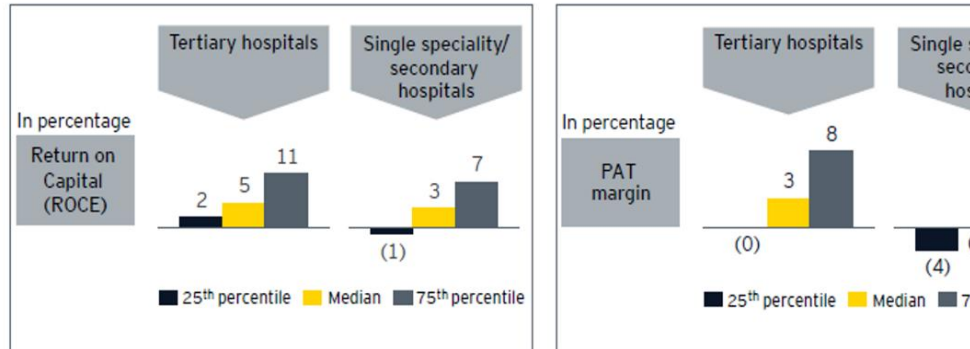 Tertiary hospitals
Single speciality/
secondary
hospitals
In percentage
Return on
Capital
(ROCE)
2
5
11
(1)
3
7
25th percentile
Median
75th percentile
Tertiary hospitals
Single
In percentage
PAT
margin
(0)
3
8
(4)
25th percentile
Median